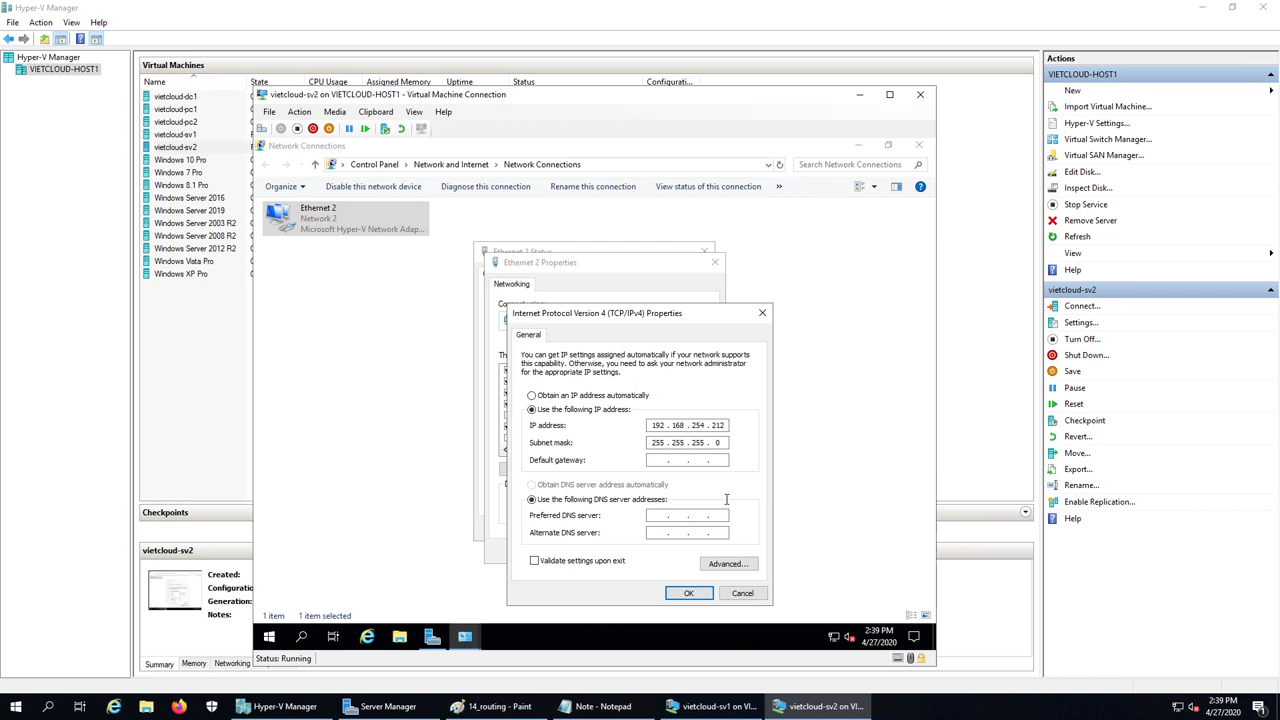 Hyper-V Manager
File Action View Help
Hyper-V Manager
VIETCLOUD-HOST1
Virtual Machines
Name State CPU Usage Assigned Memory Uptime Status Configurati...
vietcloud-dc1
vietcloud-pc1
vietcloud-pc2
vietcloud-sv1
vietcloud-sv2
Windows 10 Pro
Windows 7 Pro
Windows 8.1 Pro
Windows Server 2016
Windows Server 2019
Windows Server 2003 R2
Windows Server 2008 R2
Windows Server 2012 R2
Windows Vista Pro
Windows XP Pro
Checkpoints
vietcloud-sv2
Created:
Configuratio
Generation:
Notes:
Summary Memory Networking
vietcloud-sv2 on VIETCLOUD-HOST1 - Virtual Machine Connection
File Action Media Clipboard View Help
Network Connections
Control Panel Network and Internet Network Connections
Search Network Connections
Organize Disable this network device Diagnose this connection Rename this connection View status of this connection »
Ethernet 2
Network 2
Microsoft Hyper-V Network Adap...
Ethernet 2 Status
Ethernet 2 Properties
Networking
Internet Protocol Version 4 (TCP/IPv4) Properties
General
You can get IP settings assigned automatically if your network supports
this capability. Otherwise, you need to ask your network administrator
for the appropriate IP settings.
Obtain an IP address automatically
Use the following IP address:
IP address: 192 . 168 . 254 . 212
Subnet mask: 255 . 255 . 255 . 0
Default gateway: . . .
Obtain DNS server address automatically
Use the following DNS server addresses:
Preferred DNS server: . . .
Alternate DNS server: . . .
Validate settings upon exit
Advanced...
OK Cancel
1 item 1 item selected
2:39 PM
4/27/2020
Status: Running
Actions
VIETCLOUD-HOST1
New
Import Virtual Machine...
Hyper-V Settings...
Virtual Switch Manager...
Virtual SAN Manager...
Edit Disk...
Inspect Disk...
Stop Service
Remove Server
Refresh
View
Help
vietcloud-sv2
Connect...
Settings...
Turn Off...
Shut Down...
Save
Pause
Reset
Checkpoint
Revert...
Move...
Export...
Rename...
Enable Replication...
Help
Hyper-V Manager Server Manager 14_routing - Paint Note - Notepad vietcloud-sv1 on VI... vietcloud-sv2 on VI...
2:39 PM
4/27/2020